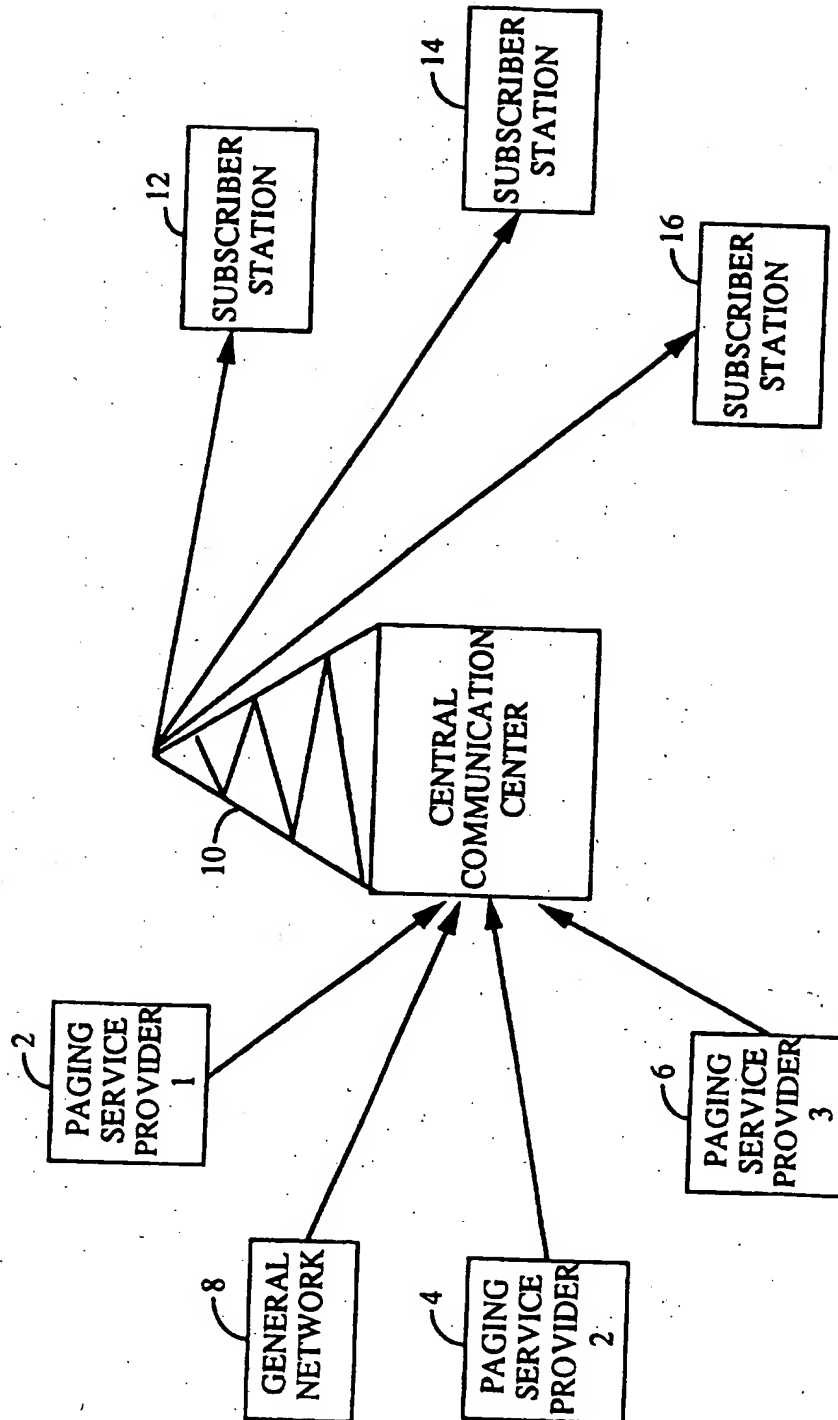 2
PAGING
SERVICE
PROVIDER
1
8
GENERAL
NETWORK
4
PAGING
SERVICE
PROVIDER
2
6
PAGING
SERVICE
PROVIDER
3
10
CENTRAL
COMMUNICATION
CENTER
12
SUBSCRIBER
STATION
14
SUBSCRIBER
STATION
16
SUBSCRIBER
STATION